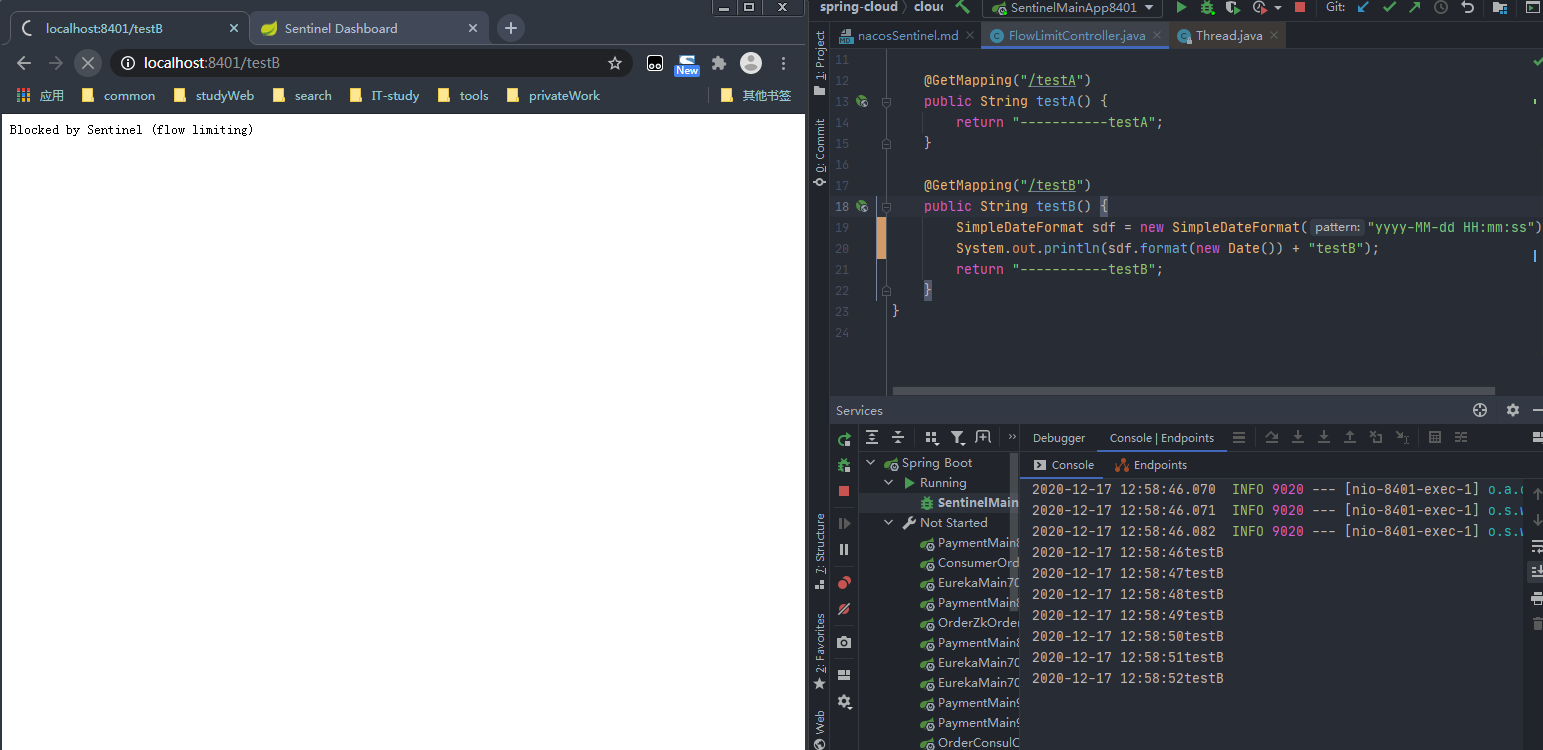 localhost:8401/testB
Sentinel Dashboard
localhost:8401/testB
New
应用
common
studyWeb
search
IT-study
tools
privateWork
其他书签
Blocked by Sentinel (flow limiting)
spring-cloud
SentinelMainApp8401
Git:
nacosSentinel.md
FlowLimitController.java
Thread.java
1: Project
0: Commit
7: Structure
2: Favorites
Web
11
12 @GetMapping("/testA")
13 public String testA() {
14 return "-----------testA";
15 }
16
17 @GetMapping("/testB")
18 public String testB() {
19 SimpleDateFormat sdf = new SimpleDateFormat( pattern: "yyyy-MM-dd HH:mm:ss")
20 System.out.println(sdf.format(new Date()) + "testB");
21 return "-----------testB";
22 }
23 }
24
Services
Debugger
Console | Endpoints
Console
Endpoints
Spring Boot
Running
SentinelMain
Not Started
PaymentMain8
ConsumerOrd
EurekaMain70
PaymentMain8
OrderZkOrder
PaymentMain8
EurekaMain70
EurekaMain70
PaymentMain9
PaymentMain9
OrderConsulC
2020-12-17 12:58:46.070 INFO 9020 --- [nio-8401-exec-1] o.a.c
2020-12-17 12:58:46.071 INFO 9020 --- [nio-8401-exec-1] o.s.w
2020-12-17 12:58:46.082 INFO 9020 --- [nio-8401-exec-1] o.s.w
2020-12-17 12:58:46testB
2020-12-17 12:58:47testB
2020-12-17 12:58:48testB
2020-12-17 12:58:49testB
2020-12-17 12:58:50testB
2020-12-17 12:58:51testB
2020-12-17 12:58:52testB